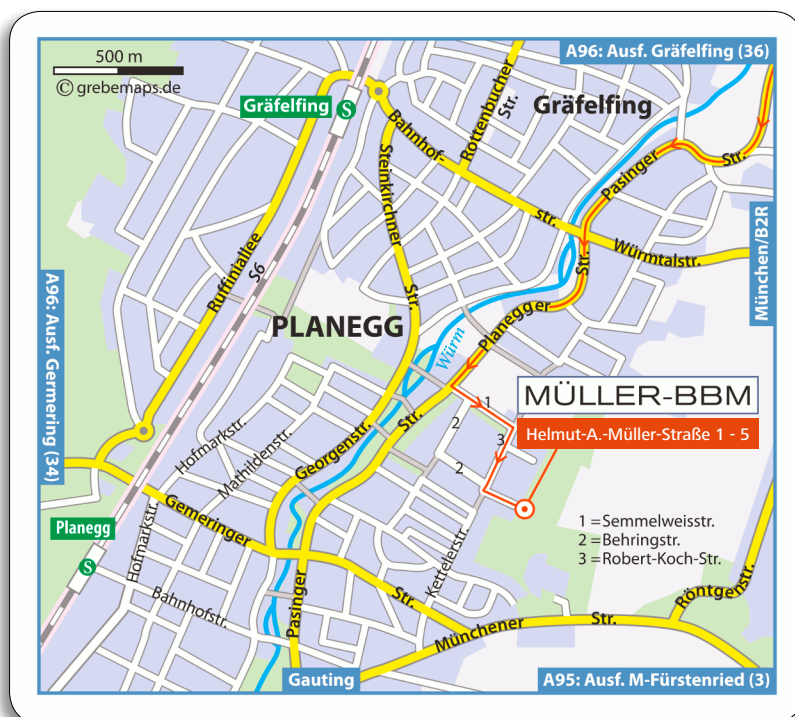 A96: Ausf. Gräfelfing (36)
500 m
© grebemaps.de
Gräfelfing
S
Gräfelfing
Rottenbucher
Str.
Bahnhof-
str.
Steinkirchner
Str.
Pasinger
Str.
Würmtalstr.
Str.
München/B2R
Ruffiniallee
S6
A96: Ausf. Germering (34)
PLANEGG
Würm
Planegger
MÜLLER-BBM
Helmut-A.-Müller-Straße 1 - 5
1
2
3
2
Str.
Georgenstr.
Hofmarkstr.
Mathildenstr.
Gemeringer
Str.
Planegg
S
Hofmarkstr.
Bahnhofstr.
Pasinger
Kettelerstr.
1 =Semmelweisstr.
2 =Behringstr.
3 =Robert-Koch-Str.
Röntgenstr.
Münchener
Str.
Gauting
A95: Ausf. M-Fürstenried (3)